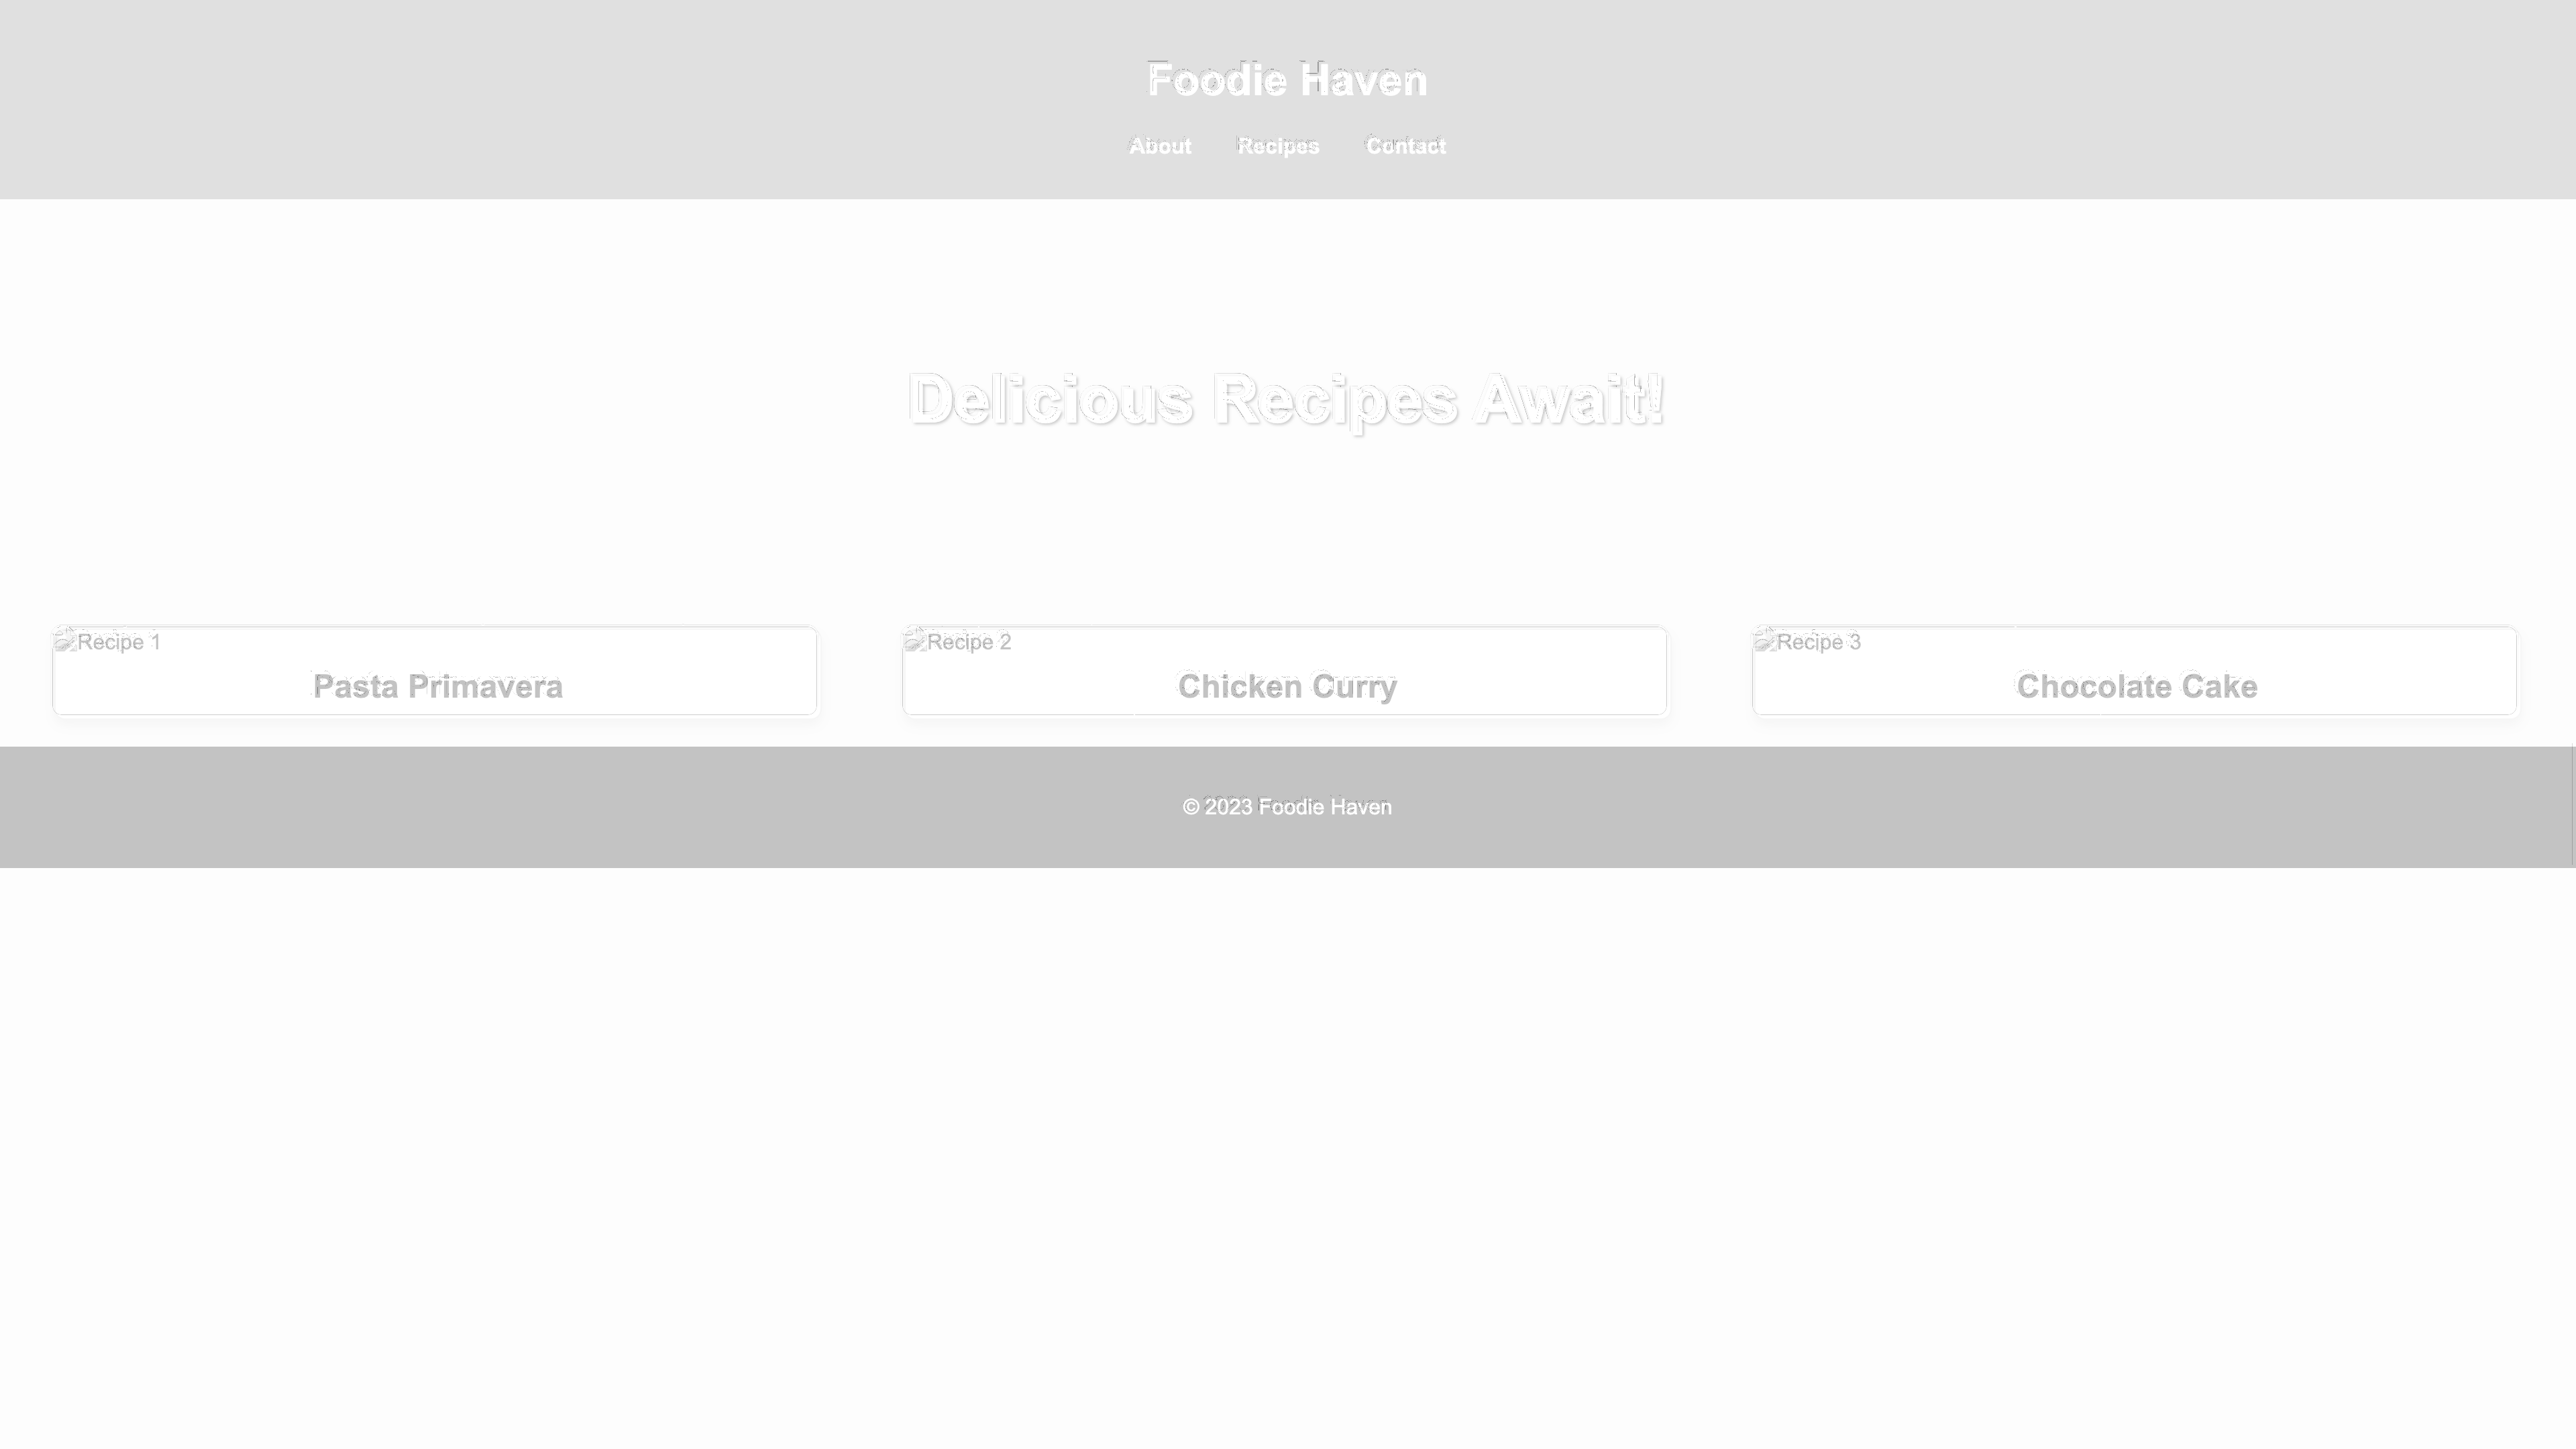 Foodie Haven
About Recipes Contact
Delicious Recipes Await!
Recipe 1
Pasta Primavera
Recipe 2
Chicken Curry
Recipe 3
Chocolate Cake
© 2023 Foodie Haven